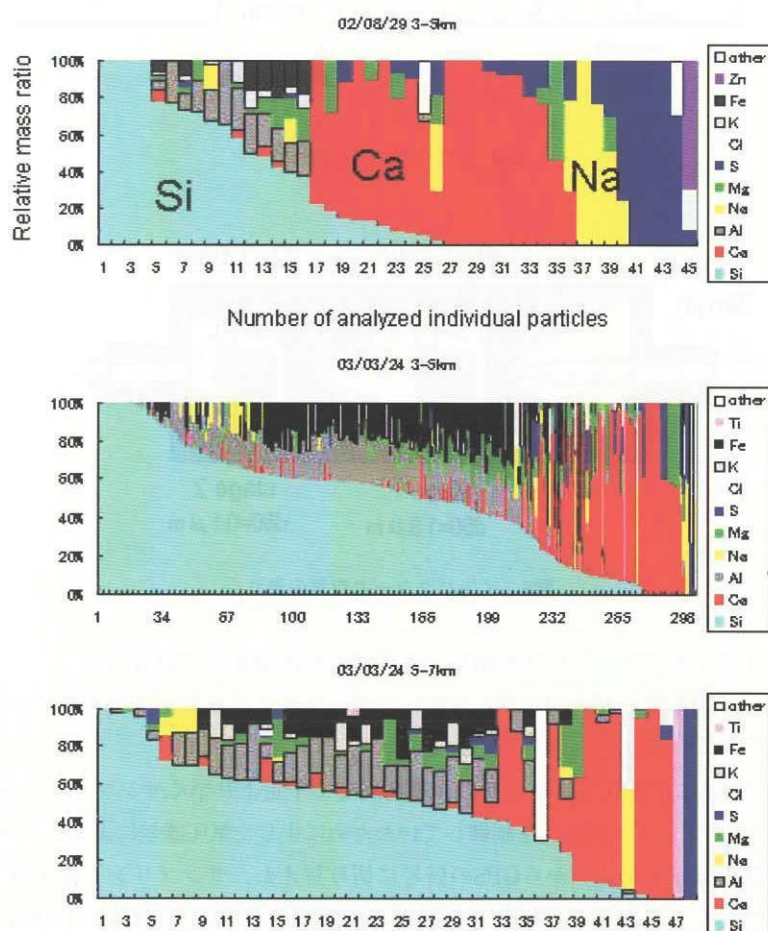 02/08/29 3-5km
Relative mass ratio
100%
80%
60%
40%
20%
0%
Si
Ca
Na
other
Zn
Fe
K
Cl
S
Mg
Na
Al
Ca
Si
1 3 5 7 9 11 13 15 17 19 21 23 25 27 29 31 33 35 37 39 41 43 45
Number of analyzed individual particles
03/03/24 3-5km
100%
80%
60%
40%
20%
0%
other
Ti
Fe
K
Cl
S
Mg
Na
Al
Ca
Si
1 34 67 100 133 166 199 232 265 298
03/03/24 5-7km
100%
80%
60%
40%
20%
0%
other
Ti
Fe
K
Cl
S
Mg
Na
Al
Ca
Si
1 3 5 7 9 11 13 15 17 19 21 23 25 27 29 31 33 35 37 39 41 43 45 47